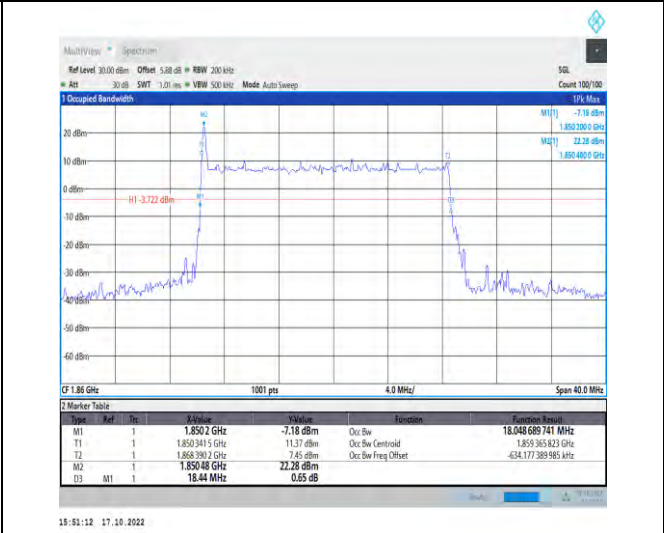 MultiView Spectrum
Ref Level 30.00 dBm Offset 5.88 dB RBW 200 kHz SGL
Att 30 dB SWT 1.01 ms VBW 500 kHz Mode Auto Sweep Count 100/100
1 Occupied Bandwidth 1Pk Max
M1[1] -7.18 dBm
1.850 200 0 GHz
M2[1] 22.28 dBm
1.850 480 0 GHz
M2
20 dBm
T1
T2
10 dBm
0 dBm
M1
D3
H1 -3.722 dBm
-10 dBm
-20 dBm
-30 dBm
-40 dBm
-50 dBm
-60 dBm
CF 1.86 GHz 1001 pts 4.0 MHz/ Span 40.0 MHz
2 Marker Table
Type Ref Trc X-Value Y-Value Function Function Result
M1 1 1.850 2 GHz -7.18 dBm Occ Bw 18.048 689 741 MHz
T1 1 1.850 341 5 GHz 11.37 dBm Occ Bw Centroid 1.859 365 823 GHz
T2 1 1.868 390 2 GHz 7.45 dBm Occ Bw Freq Offset -634.177 389 985 kHz
M2 1 1.850 48 GHz 22.28 dBm
D3 M1 1 18.44 MHz 0.65 dB
15:51:12 17.10.2022